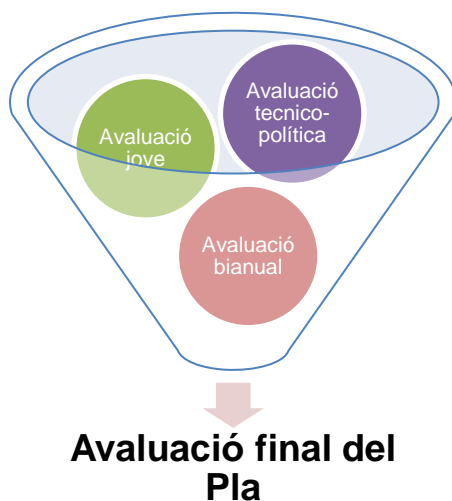 Avaluació
tecnico-
política
Avaluació
jove
Avaluació
bianual
Avaluació final del
Pla